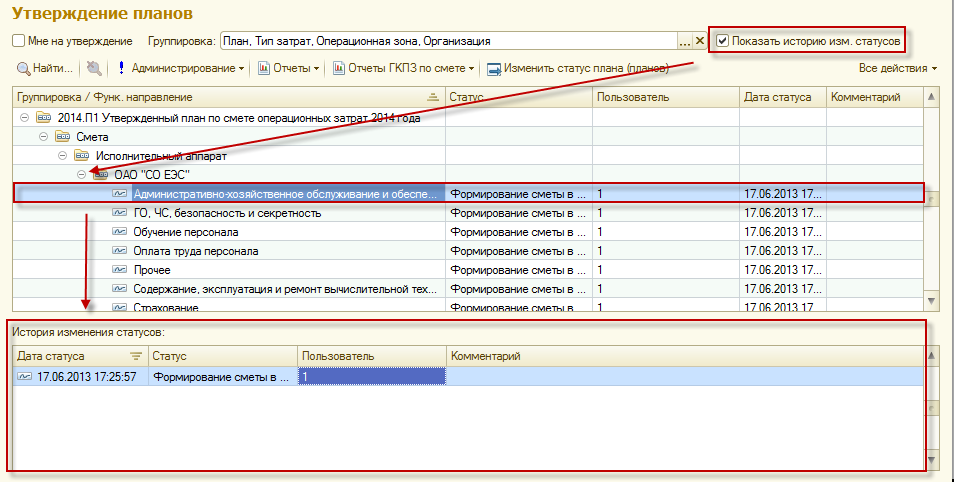 Утверждение планов
Мне на утверждение Группировка: План, Тип затрат, Операционная зона, Организация ... Показать историю изм. статусов
Найти... Администрирование Отчеты Отчеты ГКПЗ по смете Изменить статус плана (планов) Все действия
Группировка / Функ. направление Статус Пользователь Дата статуса Комментарий
2014.П1 Утвержденный план по смете операционных затрат 2014 года
Смета
Исполнительный аппарат
ОАО "СО ЕЭС"
Административно-хозяйственное обслуживание и обеспе... Формирование сметы в ... 1 17.06.2013 17...
ГО, ЧС, безопасность и секретность Формирование сметы в ... 1 17.06.2013 17...
Обучение персонала Формирование сметы в ... 1 17.06.2013 17...
Оплата труда персонала Формирование сметы в ... 1 17.06.2013 17...
Прочее Формирование сметы в ... 1 17.06.2013 17...
Содержание, эксплуатация и ремонт вычислительной тех... Формирование сметы в ... 1 17.06.2013 17...
Страхование Формирование сметы в ... 1 17.06.2013 17...
История изменения статусов:
Дата статуса Статус Пользователь Комментарий
17.06.2013 17:25:57 Формирование сметы в ... 1